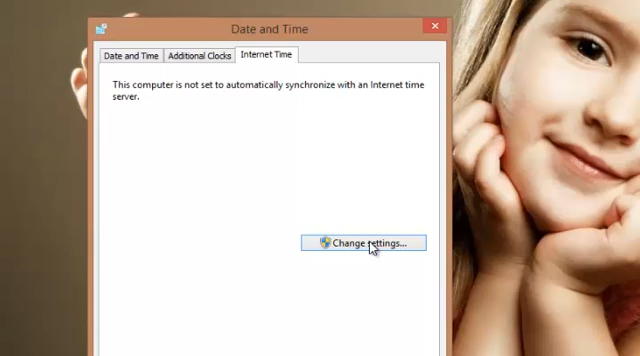 Date and Time
Date and Time
Additional Clocks
Internet Time
This computer is not set to automatically synchronize with an Internet time
server.
Change settings...